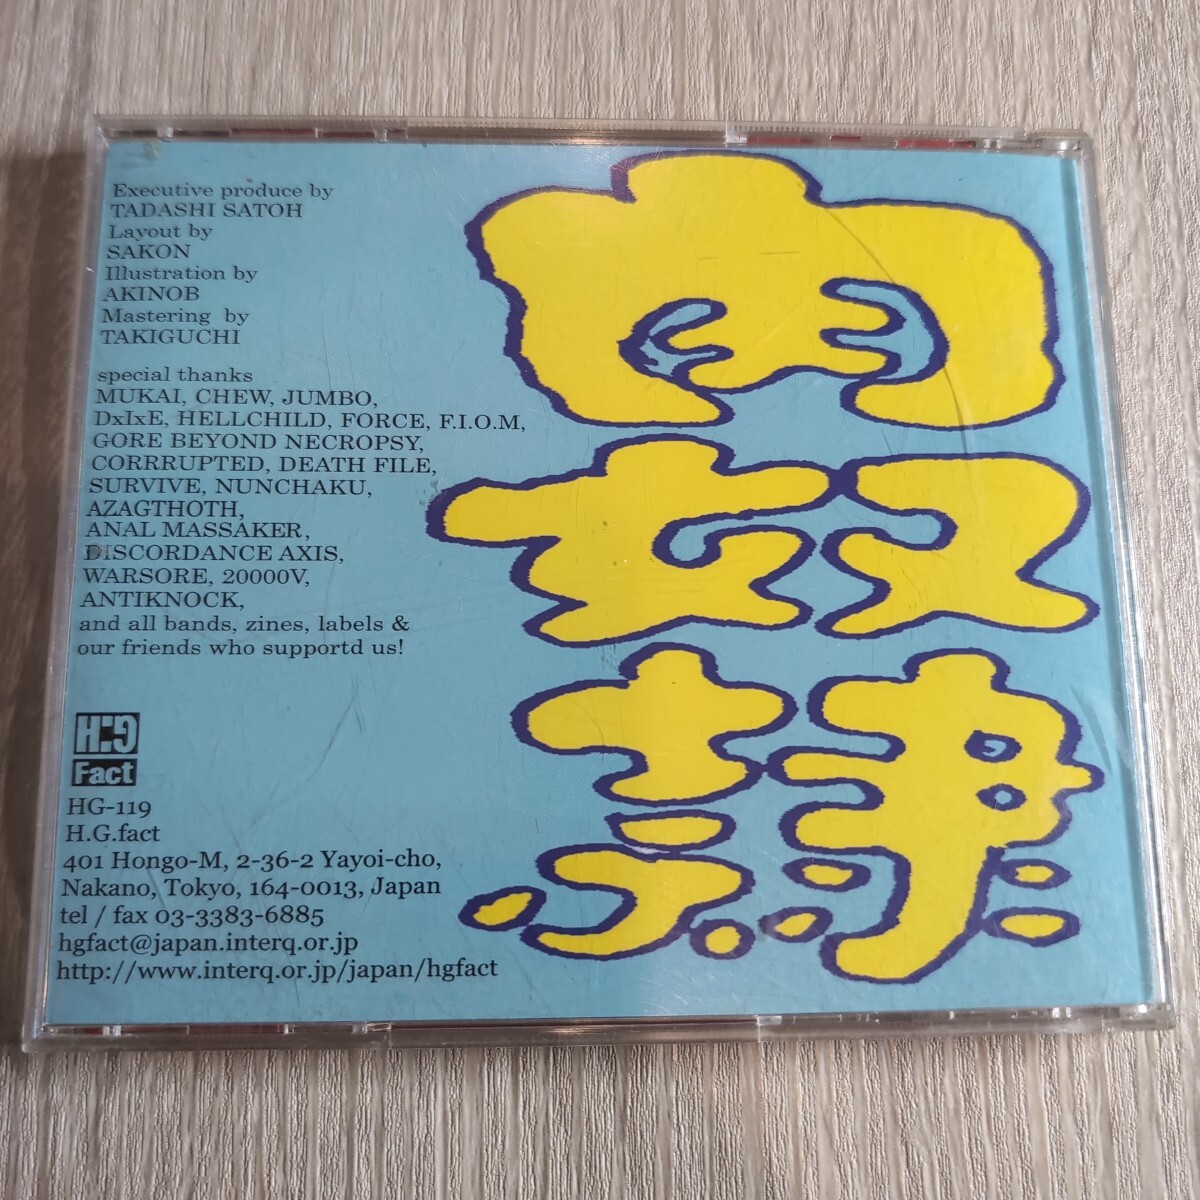 Executive produce by
TADASHI SATOH
Layout by
SAKON
Illustration by
AKINOB
Mastering by
TAKIGUCHI
special thanks
MUKAI, CHEW, JUMBO,
DxIxE, HELLCHILD, FORCE, F.I.O.M,
GORE BEYOND NECROPSY,
CORRRUPTED, DEATH FILE,
SURVIVE, NUNCHAKU,
AZAGTHOTH,
ANAL MASSAKER,
DISCORDANCE AXIS,
WARSORE, 20000V,
ANTIKNOCK,
and all bands, zines, labels &
our friends who supportd us!
H:G
Fact
HG-119
H.G.fact
401 Hongo-M, 2-36-2 Yayoi-cho,
Nakano, Tokyo, 164-0013, Japan
tel / fax 03-3383-6885
hgfact@japan.interq.or.jp
http://www.interq.or.jp/japan/hgfact
肉
奴
隷